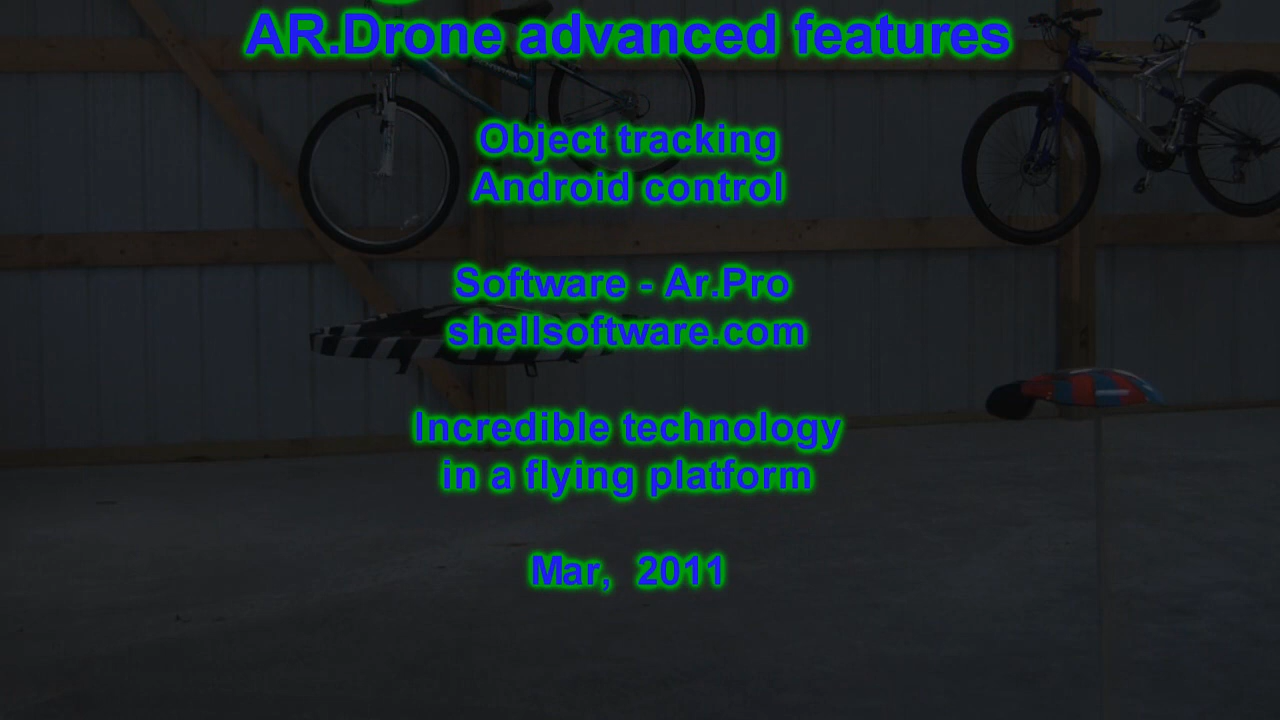 AR.Drone advanced features
Object tracking
Android control
Software - Ar.Pro
shellsoftware.com
Incredible technology
in a flying platform
Mar, 2011